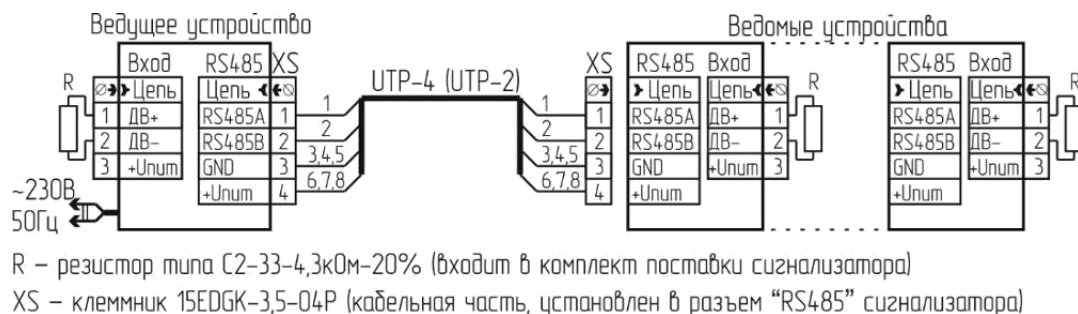 Ведущее устройство
Ведомые устройства
Вход RS485 XS
UTP-4 (UTP-2)
XS RS485 Вход
RS485 Вход
R Цепь Цепь
1 ДВ+ RS485A 1 1
2 ДВ- RS485B 2 2
3 +Uпит GND 3 3,4,5
+Uпит 4 6,7,8
1 1 RS485A ДВ+ 1
2 2 RS485B ДВ- 2
3,4,5 3 GND +Uпит 3
6,7,8 4 +Uпит
Цепь Цепь R
Цепь Цепь R
RS485A ДВ+ 1
RS485B ДВ- 2
GND +Uпит 3
+Uпит
~230В
50Гц
R – резистор типа С2-33-4,3кОм-20% (входит в комплект поставки сигнализатора)
XS – клеммник 15EDGK-3,5-04P (кабельная часть, установлен в разъем “RS485” сигнализатора)